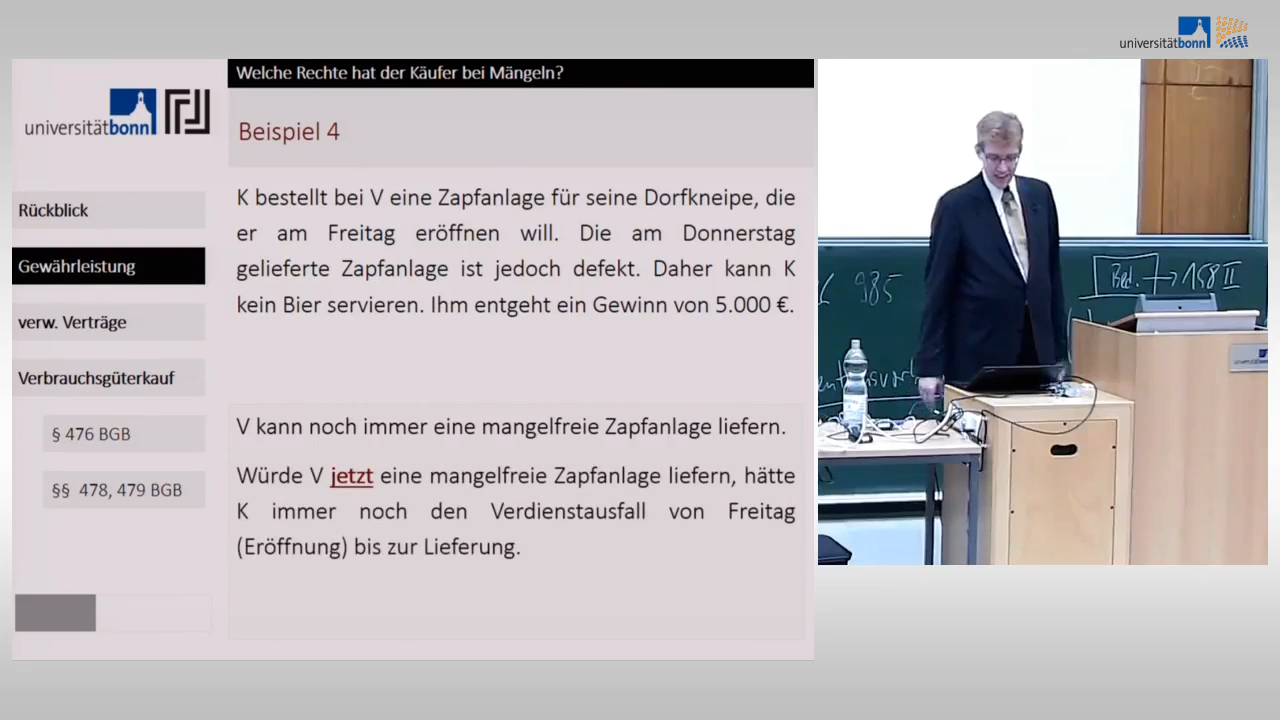 universitätbonn
Welche Rechte hat der Käufer bei Mängeln?
universitätbonn
Beispiel 4
Rückblick
Gewährleistung
verw. Verträge
Verbrauchsgüterkauf
§ 476 BGB
§§ 478, 479 BGB
K bestellt bei V eine Zapfanlage für seine Dorfkneipe, die
er am Freitag eröffnen will. Die am Donnerstag
gelieferte Zapfanlage ist jedoch defekt. Daher kann K
kein Bier servieren. Ihm entgeht ein Gewinn von 5.000 €.
V kann noch immer eine mangelfreie Zapfanlage liefern.
Würde V jetzt eine mangelfreie Zapfanlage liefern, hätte
K immer noch den Verdienstausfall von Freitag
(Eröffnung) bis zur Lieferung.
985
Bed. → 158 II